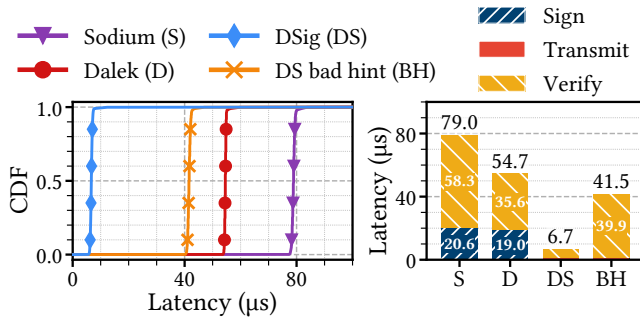 Sodium (S)
DSig (DS)
Dalek (D)
DS bad hint (BH)
Sign
Transmit
Verify
CDF
1.0
0.5
0.0
0
40
80
Latency (μs)
Latency (μs)
80
40
0
79.0
58.3
20.6
54.7
35.6
19.0
6.7
41.5
39.9
S
D
DS
BH